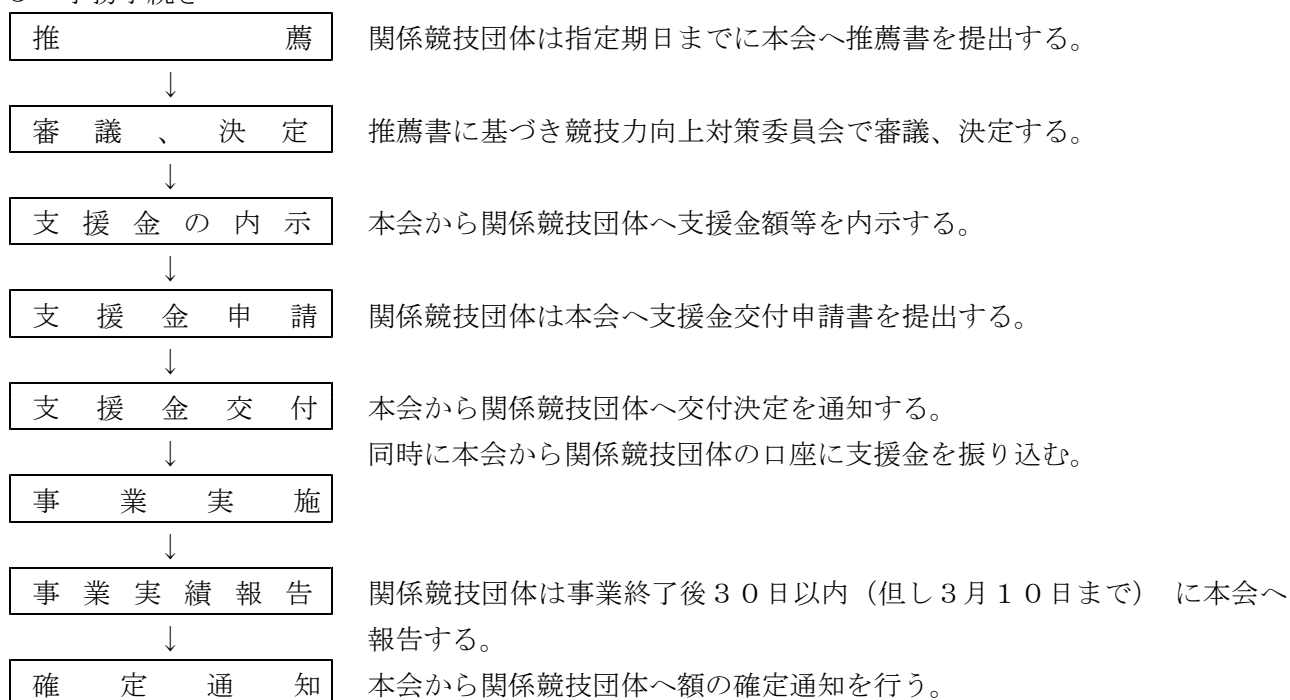 推薦 関係競技団体は指定期日までに本会へ推薦書を提出する。
↓
審議、決定 推薦書に基づき競技力向上対策委員会で審議、決定する。
↓
支援金の内示 本会から関係競技団体へ支援金額等を内示する。
↓
支援金申請 関係競技団体は本会へ支援金交付申請書を提出する。
↓
支援金交付 本会から関係競技団体へ交付決定を通知する。
↓ 同時に本会から関係競技団体の口座に支援金を振り込む。
事業実施
↓
事業実績報告 関係競技団体は事業終了後30日以内(但し3月10日まで) に本会へ
↓ 報告する。
確定通知 本会から関係競技団体へ額の確定通知を行う。